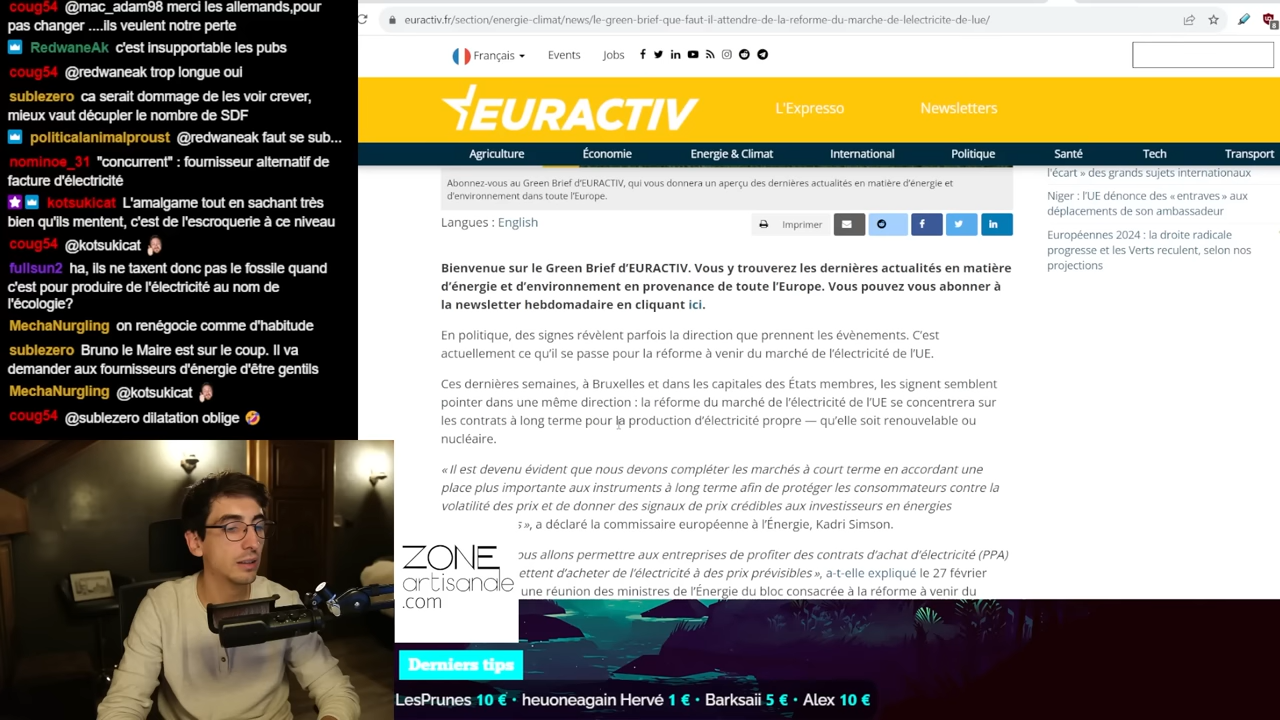 coug54 @mac_adam98 merci les allemands,pour
pas changer ....ils veulent notre perte
RedwaneAk c'est insupportable les pubs
coug54 @redwaneak trop longue oui
sublezero ca serait dommage de les voir crever,
mieux vaut décupler le nombre de SDF
politicalanimalproust @redwaneak faut se sub...
nominoe_31 "concurrent" : fournisseur alternatif de
facture d'électricité
kotsukicat L'amalgame tout en sachant très
bien qu'ils mentent, c'est de l'escroquerie à ce niveau
coug54 @kotsukicat
fullsun2 ha, ils ne taxent donc pas le fossile quand
c'est pour produire de l'électricité au nom de
l'écologie?
MechaNurgling on renégocie comme d'habitude
sublezero Bruno le Maire est sur le coup. Il va
demander aux fournisseurs d'énergie d'être gentils
MechaNurgling @kotsukicat
coug54 @sublezero dilatation oblige
euractiv.fr/section/energie-climat/news/le-green-brief-que-faut-il-attendre-de-la-reforme-du-marche-de-lelectricite-de-lue/
Français Events Jobs
EURACTIV L'Expresso Newsletters
Agriculture Économie Energie & Climat International Politique Santé Tech Transport
Abonnez-vous au Green Brief d'EURACTIV, qui vous donnera un aperçu des dernières actualités en matière d'énergie et
d'environnement dans toute l'Europe.
Langues : English
Imprimer
Bienvenue sur le Green Brief d'EURACTIV. Vous y trouverez les dernières actualités en matière
d'énergie et d'environnement en provenance de toute l'Europe. Vous pouvez vous abonner à
la newsletter hebdomadaire en cliquant ici.
En politique, des signes révèlent parfois la direction que prennent les évènements. C'est
actuellement ce qu'il se passe pour la réforme à venir du marché de l'électricité de l'UE.
Ces dernières semaines, à Bruxelles et dans les capitales des États membres, les signent semblent
pointer dans une même direction : la réforme du marché de l'électricité de l'UE se concentrera sur
les contrats à long terme pour la production d'électricité propre — qu'elle soit renouvelable ou
nucléaire.
« Il est devenu évident que nous devons compléter les marchés à court terme en accordant une
place plus importante aux instruments à long terme afin de protéger les consommateurs contre la
volatilité des prix et de donner des signaux de prix crédibles aux investisseurs en énergies
s », a déclaré la commissaire européenne à l'Énergie, Kadri Simson.
ous allons permettre aux entreprises de profiter des contrats d'achat d'électricité (PPA)
ettent d'acheter de l'électricité à des prix prévisibles », a-t-elle expliqué le 27 février
une réunion des ministres de l'Énergie du bloc consacrée à la réforme à venir du
l'écart » des grands sujets internationaux
Niger : l'UE dénonce des « entraves » aux
déplacements de son ambassadeur
Européennes 2024 : la droite radicale
progresse et les Verts reculent, selon nos
projections
ZONE
artisanale
.com
Derniers tips
LesPrunes 10 € · heuoneagain Hervé 1 € · Barksaii 5 € · Alex 10 €